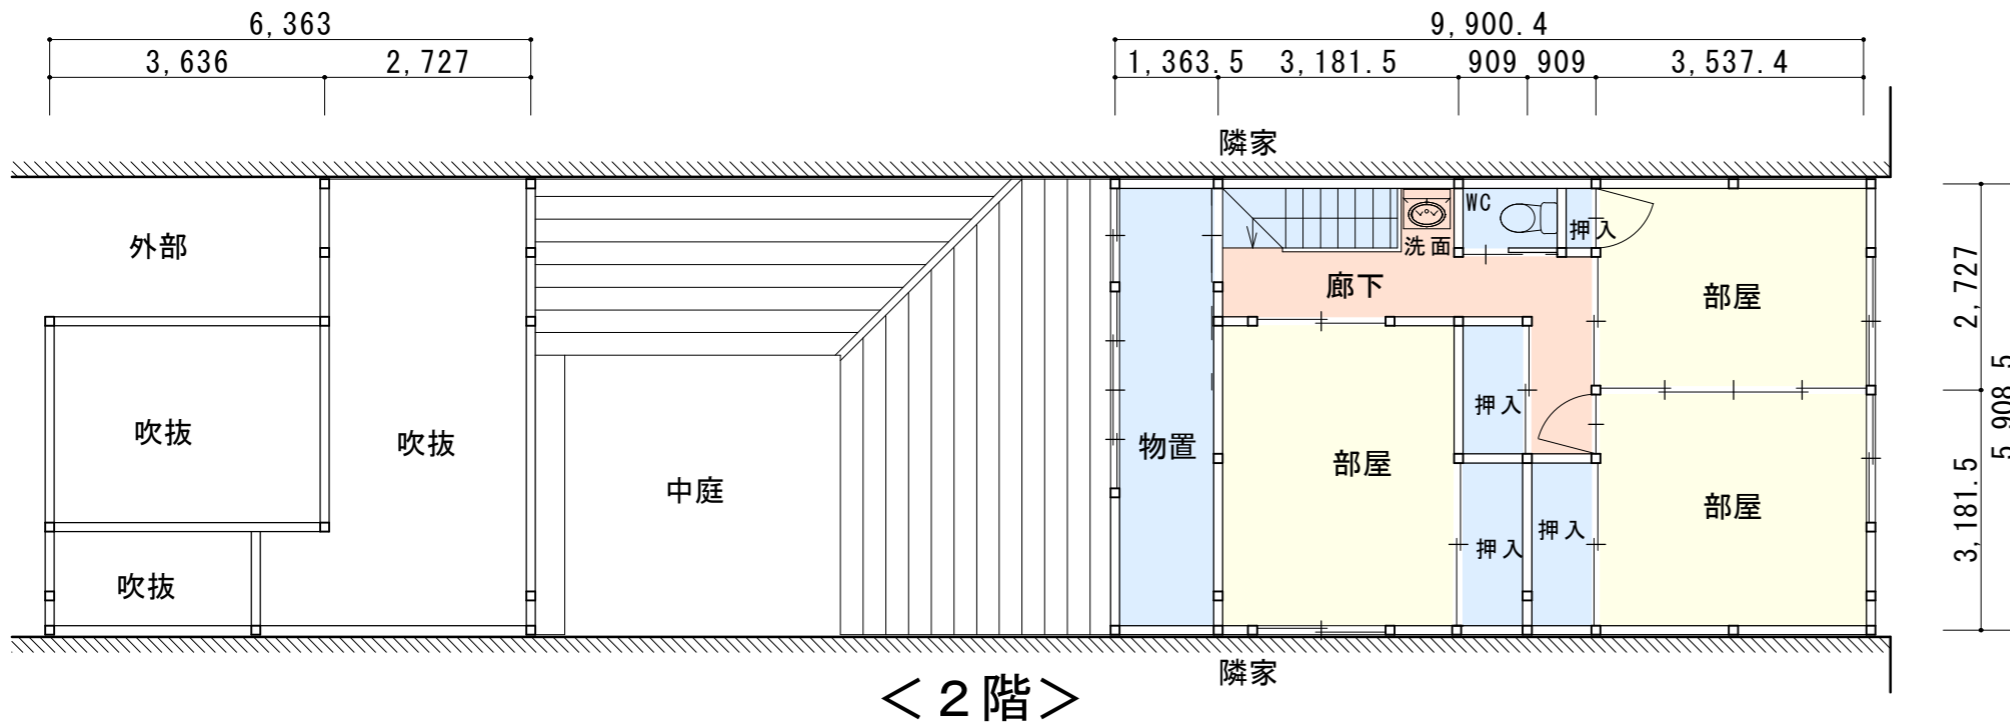 6,363
9,900.4
3,636
2,727
1,363.5
3,181.5
909
909
3,537.4
隣家
WC
洗面
押入
外部
廊下
部屋
2,727
5,908.5
吹抜
吹抜
中庭
物置
部屋
押入
押入
押入
部屋
3,181.5
吹抜
隣家
＜２階＞